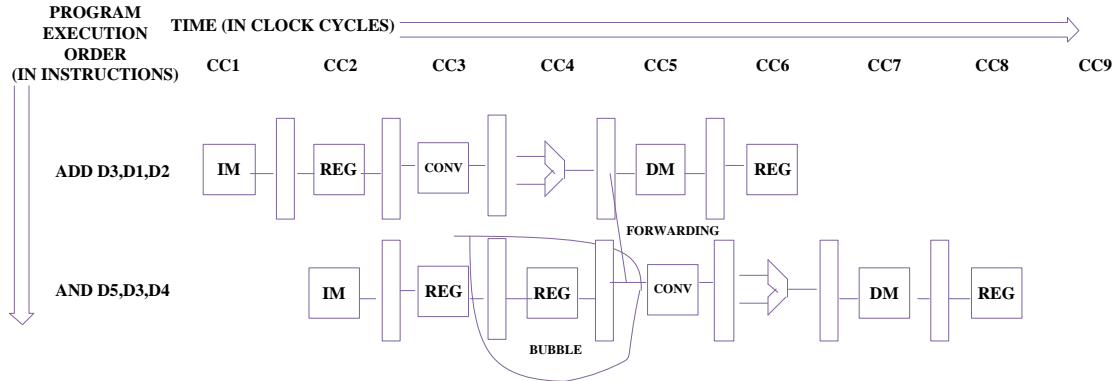 PROGRAM
EXECUTION
ORDER
(IN INSTRUCTIONS)
TIME (IN CLOCK CYCLES)
CC1 CC2 CC3 CC4 CC5 CC6 CC7 CC8 CC9
ADD D3,D1,D2
IM REG CONV DM REG
FORWARDING
AND D5,D3,D4
IM REG REG CONV DM REG
BUBBLE